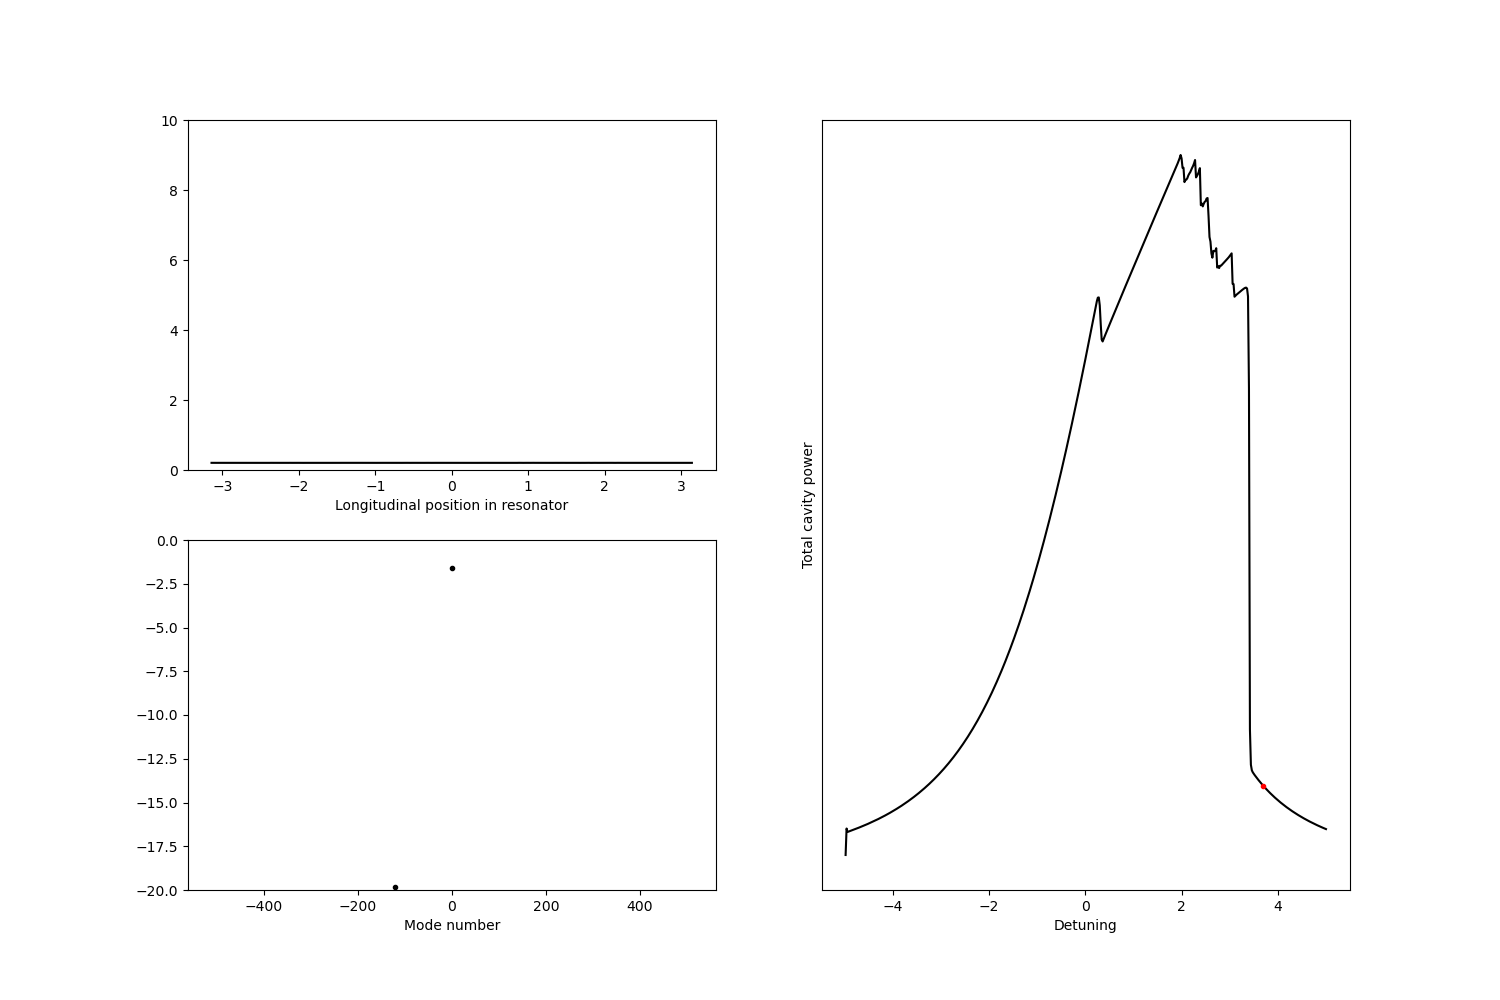 10
8
6
4
2
0
−3 −2 −1 0 1 2 3
Longitudinal position in resonator
0.0
−2.5
−5.0
−7.5
−10.0
−12.5
−15.0
−17.5
−20.0
−400 −200 0 200 400
Mode number
Total cavity power
−4 −2 0 2 4
Detuning